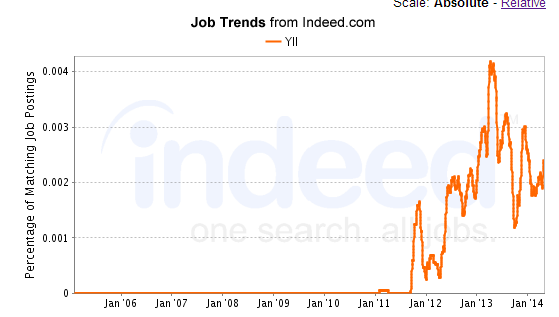 Scale: Absolute - Relative
Job Trends from Indeed.com
YII
Percentage of Matching Job Postings
0.004
0.003
0.002
0.001
0
indeed
one search. all jobs.
Jan '06
Jan '07
Jan '08
Jan '09
Jan '10
Jan '11
Jan '12
Jan '13
Jan '14